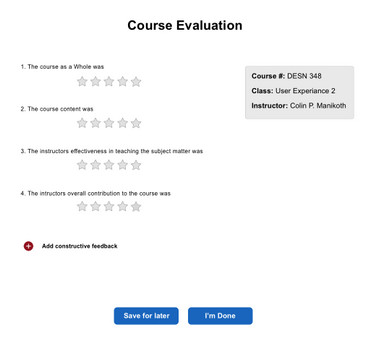 Course Evaluation
1. The course as a Whole was
Course #: DESN 348
Class: User Experiance 2
Instructor: Colin P. Manikoth
2. The course content was
3. The instructors effectiveness in teaching the subject matter was
4. The intructors overall contribution to the course was
Add constructive feedback
Save for later
I'm Done